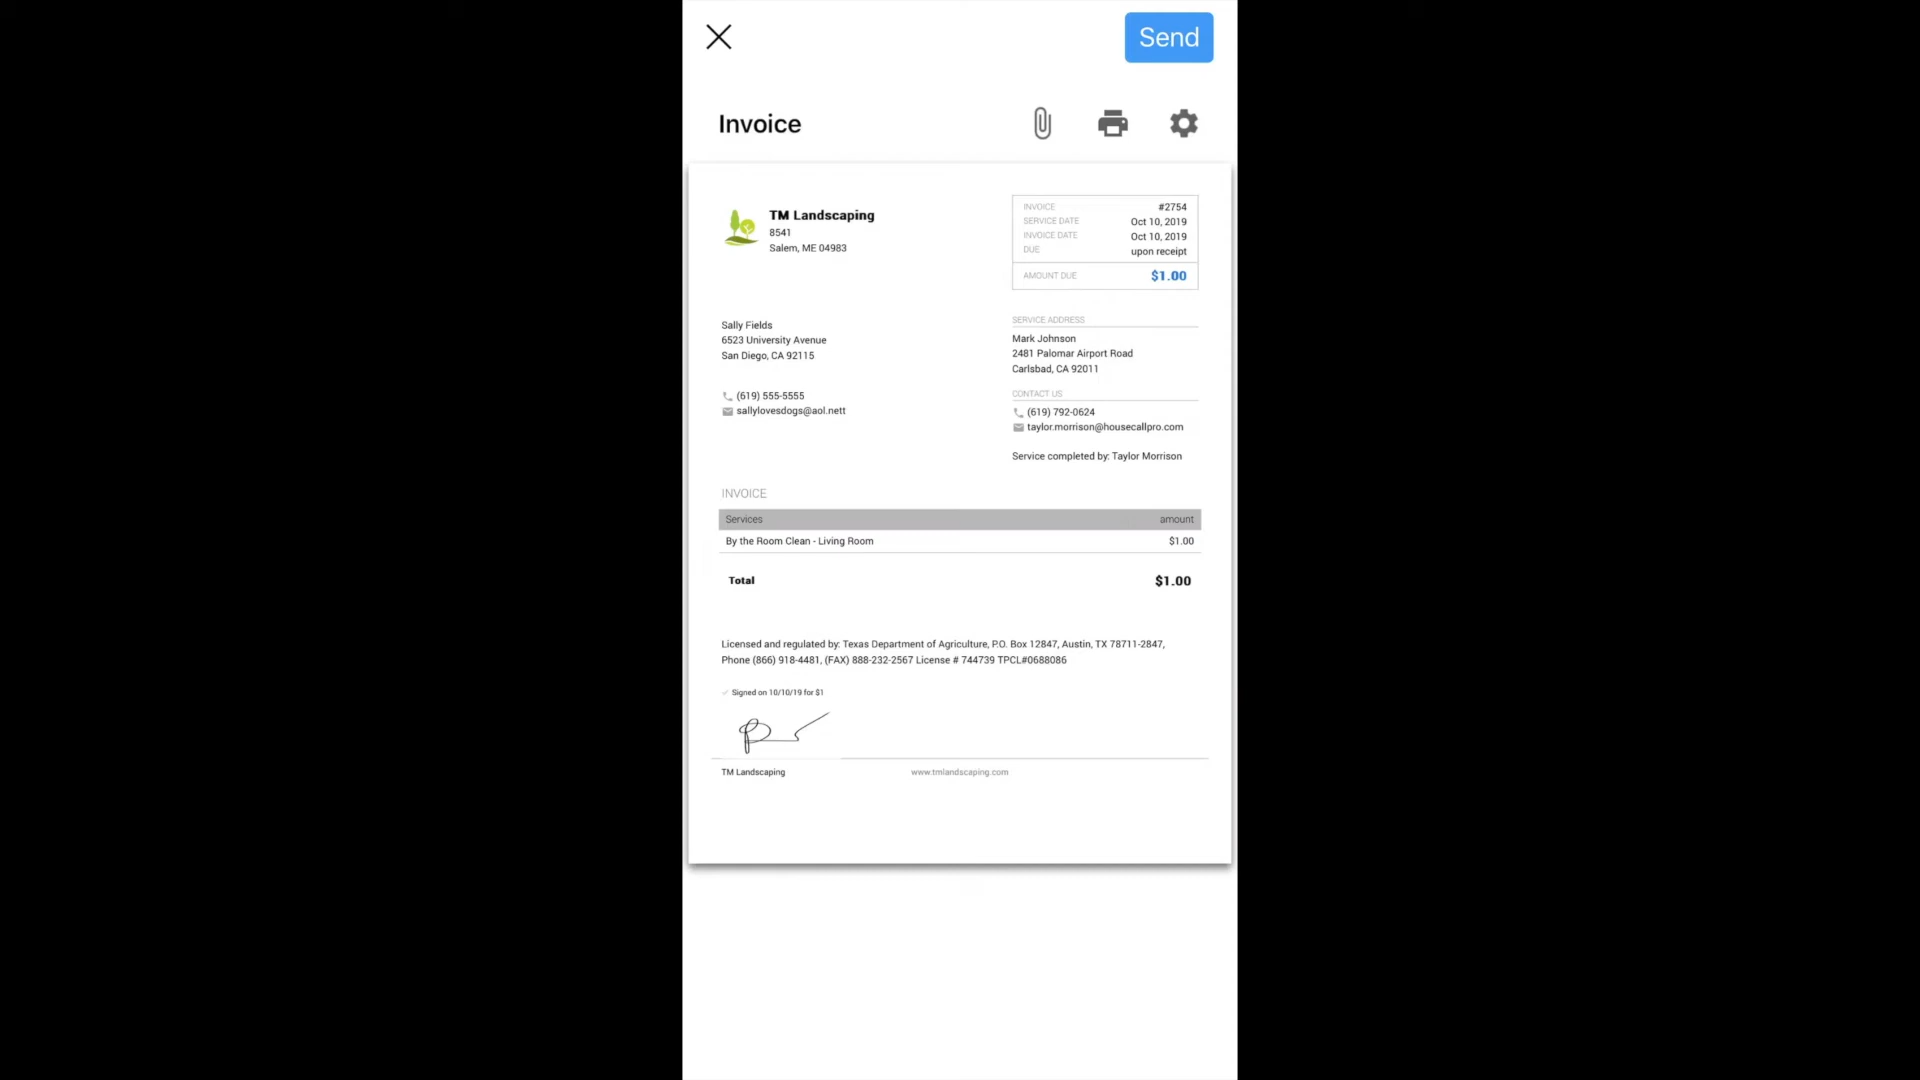 Send
Invoice
TM Landscaping
8541
Salem, ME 04983
INVOICE #2754
SERVICE DATE Oct 10, 2019
INVOICE DATE Oct 10, 2019
DUE upon receipt
AMOUNT DUE $1.00
Sally Fields
6523 University Avenue
San Diego, CA 92115
(619) 555-5555
sallylovesdogs@aol.nett
SERVICE ADDRESS
Mark Johnson
2481 Palomar Airport Road
Carlsbad, CA 92011
CONTACT US
(619) 792-0624
taylor.morrison@housecallpro.com
Service completed by: Taylor Morrison
INVOICE
Services amount
By the Room Clean - Living Room $1.00
Total $1.00
Licensed and regulated by: Texas Department of Agriculture, P.O. Box 12847, Austin, TX 78711-2847,
Phone (866) 918-4481, (FAX) 888-232-2567 License # 744739 TPCL#0688086
Signed on 10/10/19 for $1
TM Landscaping www.tmlandscaping.com